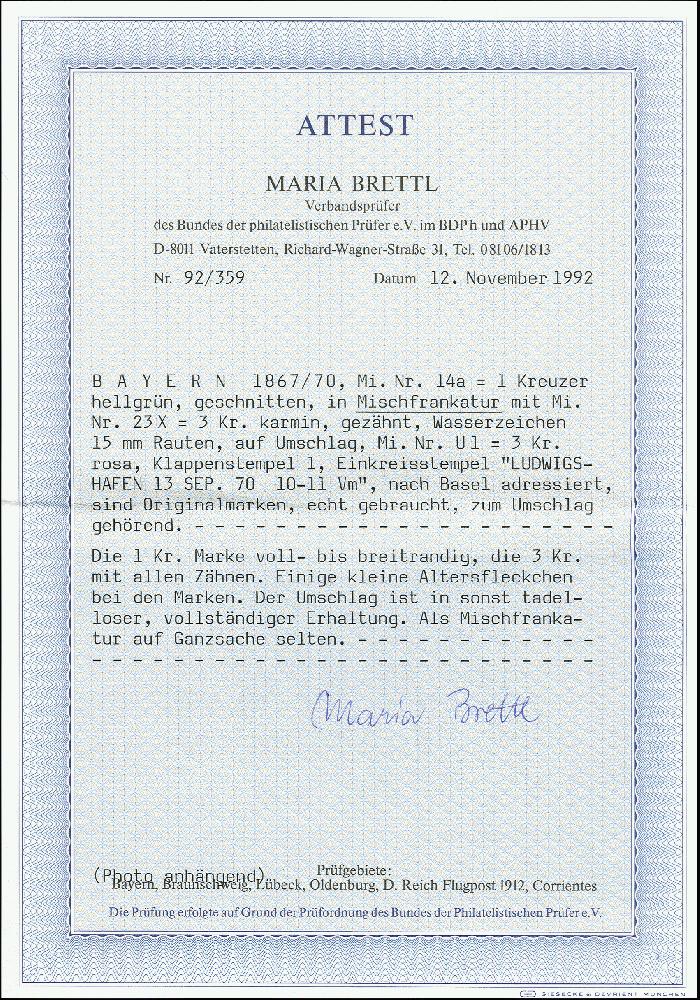 ATTEST
MARIA BRETTL
Verbandsprüfer
des Bundes der philatelistischen Prüfer e.V. im BDPh und APHV
D-8011 Vaterstetten, Richard-Wagner-Straße 31, Tel. 08106/1813
Nr. 92/359 Datum 12. November 1992
B A Y E R N 1867/70, Mi. Nr. 14a = 1 Kreuzer
hellgrün, geschnitten, in Mischfrankatur mit Mi.
Nr. 23X = 3 Kr. karmin, gezähnt, Wasserzeichen
15 mm Rauten, auf Umschlag, Mi. Nr. U1 = 3 Kr.
rosa, Klappenstempel 1, Einkreisstempel "LUDWIGS-
HAFEN 13 SEP. 70 10-11 Vm", nach Basel adressiert,
sind Originalmarken, echt gebraucht, zum Umschlag
gehörend. - - - - - - - - - - - - - - - - - - - - -
Die 1 Kr. Marke voll- bis breitrandig, die 3 Kr.
mit allen Zähnen. Einige kleine Altersfleckchen
bei den Marken. Der Umschlag ist in sonst tadel-
loser, vollständiger Erhaltung. Als Mischfranka-
tur auf Ganzsache selten. - - - - - - - - - - - -
- - - - - - - - - - - - - - - - - - - - - - - - -
Maria Brettl
(Photo anhängend)
Prüfgebiete:
Bayern, Braunschweig, Lübeck, Oldenburg, D. Reich Flugpost 1912, Corrientes
Die Prüfung erfolgte auf Grund der Prüfordnung des Bundes der Philatelistischen Prüfer e.V.
GIESECKE & DEVRIENT MÜNCHEN